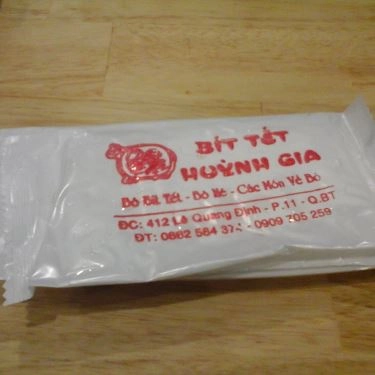 BÍT TẾT
HUỲNH GIA
Bò Bít Tết - Bò Né - Các Món Về Bò
ĐC: 412 Lê Quang Định - P.11 - Q.BT
ĐT: 0862 584 374 - 0909 705 259